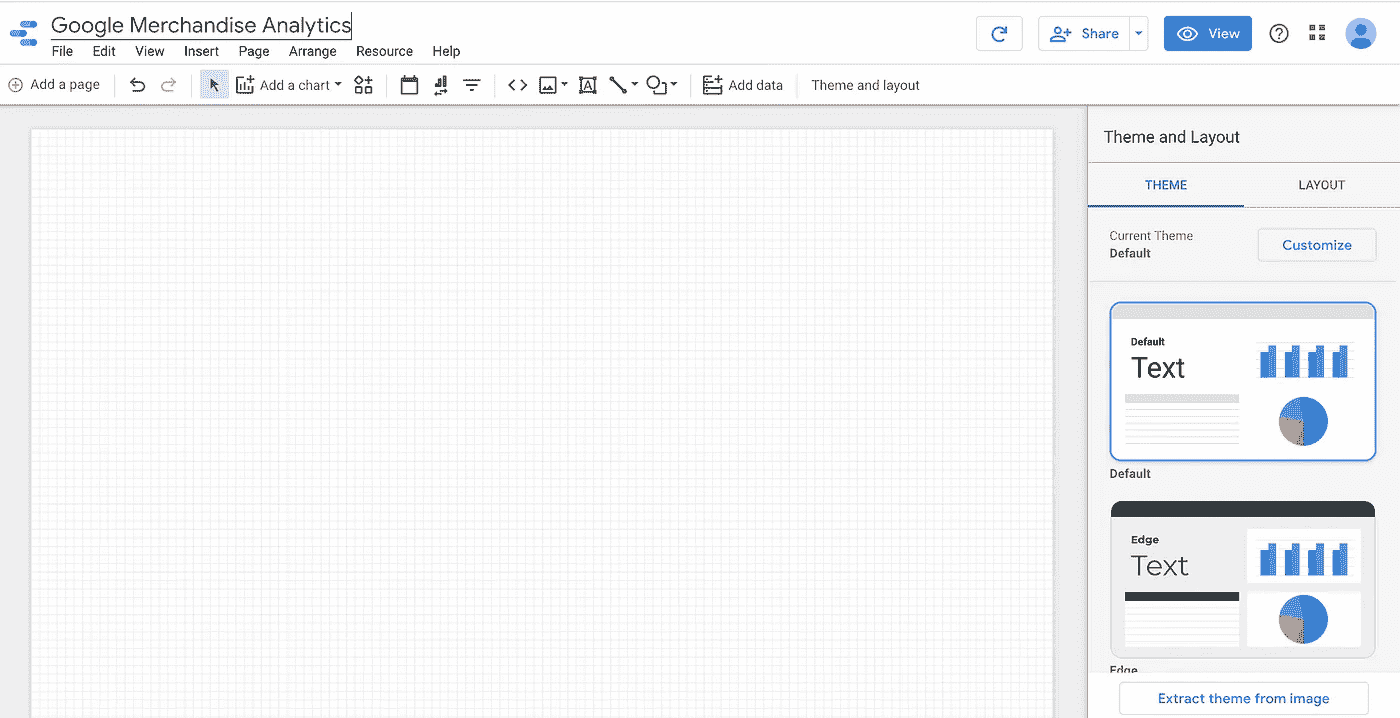 Google Merchandise Analytics
File Edit View Insert Page Arrange Resource Help
Share
View
Add a page
Add a chart
A
Add data
Theme and layout
Theme and Layout
THEME LAYOUT
Current Theme
Default
Customize
Default
Text
Default
Edge
Text
Edge
Extract theme from image